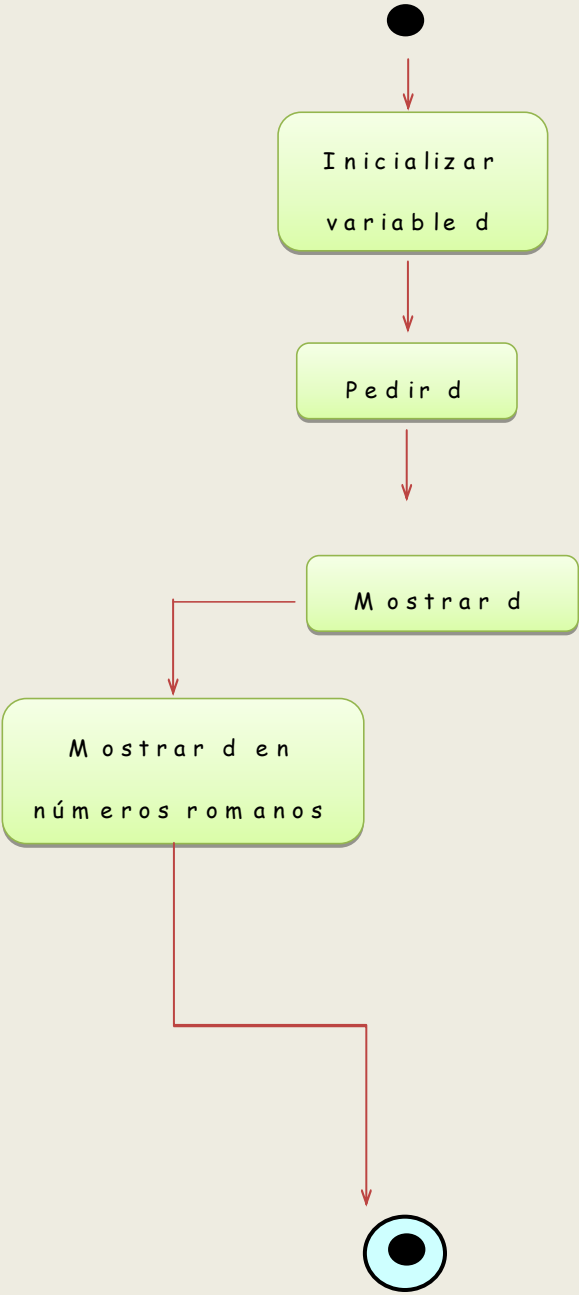 Inicializar
variable d
Pedir d
Mostrar d
Mostrar d en
números romanos